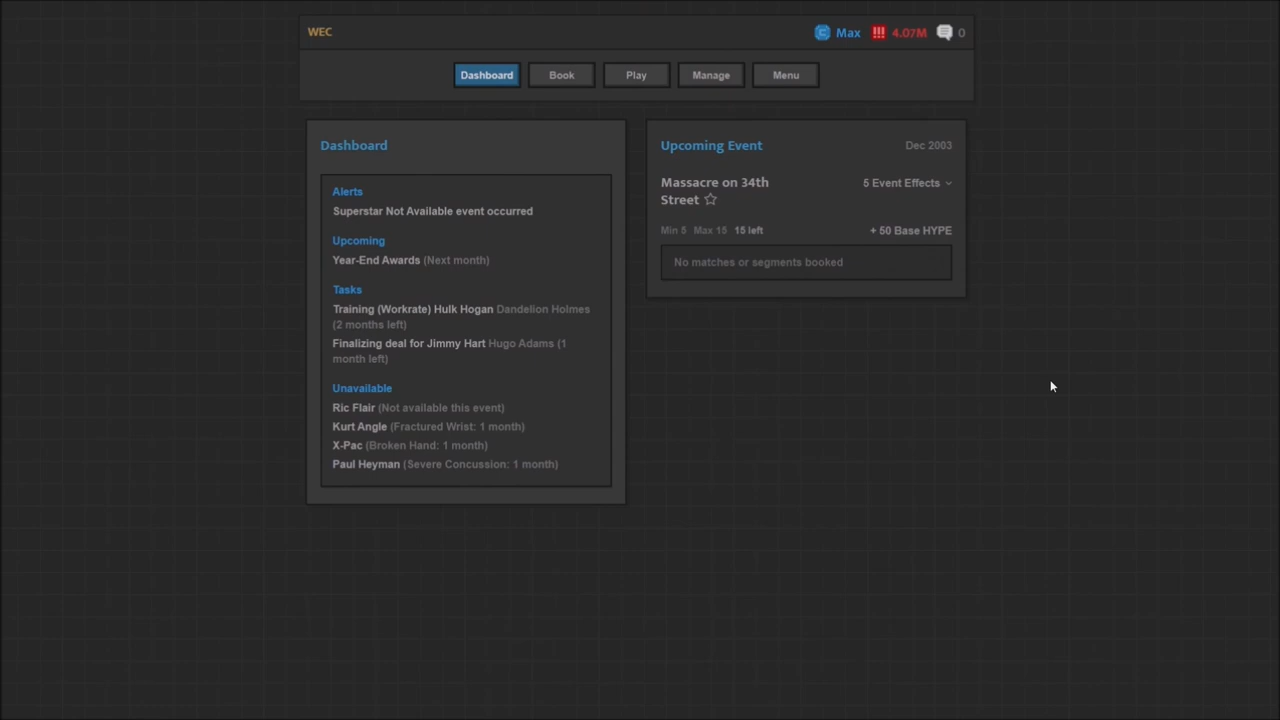 WEC
Max
4.07M
0
Dashboard
Book
Play
Manage
Menu
Dashboard
Alerts
Superstar Not Available event occurred
Upcoming
Year-End Awards (Next month)
Tasks
Training (Workrate) Hulk Hogan Dandelion Holmes
(2 months left)
Finalizing deal for Jimmy Hart Hugo Adams (1
month left)
Unavailable
Ric Flair (Not available this event)
Kurt Angle (Fractured Wrist: 1 month)
X-Pac (Broken Hand: 1 month)
Paul Heyman (Severe Concussion: 1 month)
Upcoming Event
Dec 2003
Massacre on 34th
Street
5 Event Effects
Min 5 Max 15 15 left
+ 50 Base HYPE
No matches or segments booked